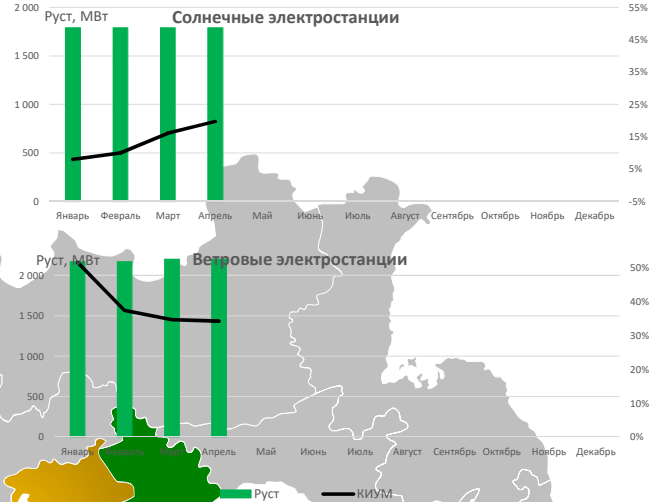 Руст, МВт Солнечные электростанции
2 000 55%
45%
1 500
35%
1 000
25%
15%
500
5%
0 -5%
Январь Февраль Март Апрель Май Июнь Июль Август Сентябрь Октябрь Ноябрь Декабрь
Руст, МВт Ветровые электростанции
2 000 50%
40%
1 500
30%
1 000
20%
500
10%
0 0%
Январь Февраль Март Апрель Май Июнь Июль Август Сентябрь Октябрь Ноябрь Декабрь
Руст КИУМ